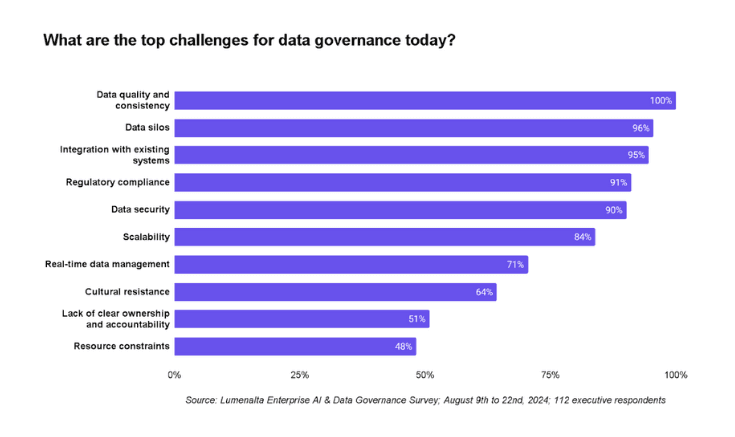 What are the top challenges for data governance today?
Data quality and
consistency
100%
Data silos
96%
Integration with existing
systems
95%
Regulatory compliance
91%
Data security
90%
Scalability
84%
Real-time data management
71%
Cultural resistance
64%
Lack of clear ownership
and accountability
51%
Resource constraints
48%
0% 25% 50% 75% 100%
Source: Lumenalta Enterprise AI & Data Governance Survey; August 9th to 22nd, 2024; 112 executive respondents